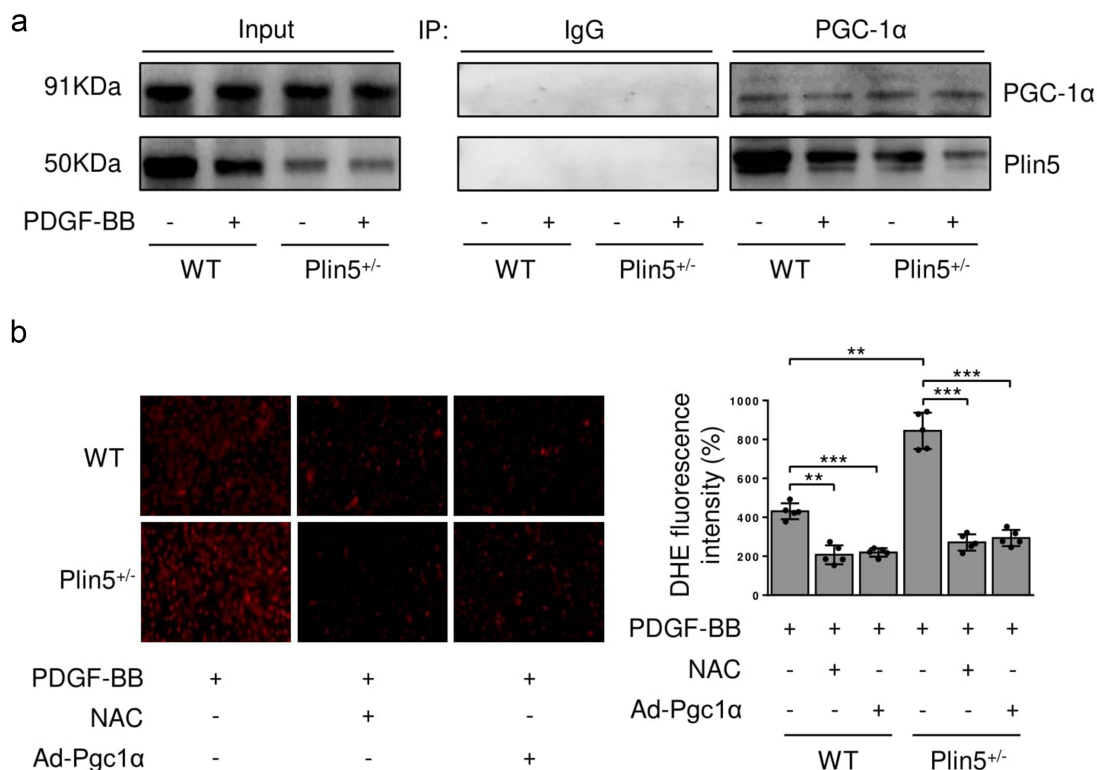 a
Input IP: IgG PGC-1α
91KDa PGC-1α
50KDa Plin5
PDGF-BB - + - + - + - + - + - +
WT Plin5+/- WT Plin5+/- WT Plin5+/-
b
WT
Plin5+/-
PDGF-BB + + +
NAC - + -
Ad-Pgc1α - - +
DHE fluorescence
intensity (%)
**
***
***
***
**
1000
800
600
400
200
0
PDGF-BB + + + + + +
NAC - + - - + -
Ad-Pgc1α - - + - - +
WT Plin5+/-